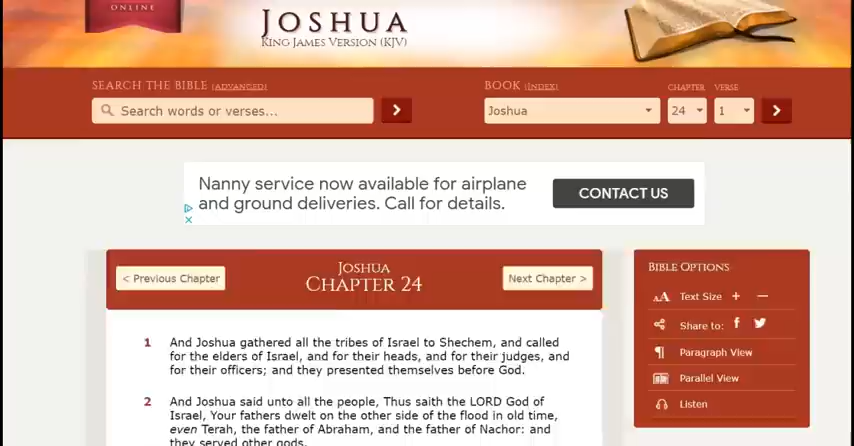 ONLINE
JOSHUA
KING JAMES VERSION (KJV)
SEARCH THE BIBLE (ADVANCED)
BOOK (INDEX)
CHAPTER
VERSE
Search words or verses...
Joshua
24
1
Nanny service now available for airplane
and ground deliveries. Call for details.
CONTACT US
< Previous Chapter
JOSHUA
CHAPTER 24
Next Chapter >
1 And Joshua gathered all the tribes of Israel to Shechem, and called
for the elders of Israel, and for their heads, and for their judges, and
for their officers; and they presented themselves before God.
2 And Joshua said unto all the people, Thus saith the LORD God of
Israel, Your fathers dwelt on the other side of the flood in old time,
even Terah, the father of Abraham, and the father of Nachor: and
they served other gods.
BIBLE OPTIONS
AA Text Size + —
Share to:
¶ Paragraph View
Parallel View
Listen